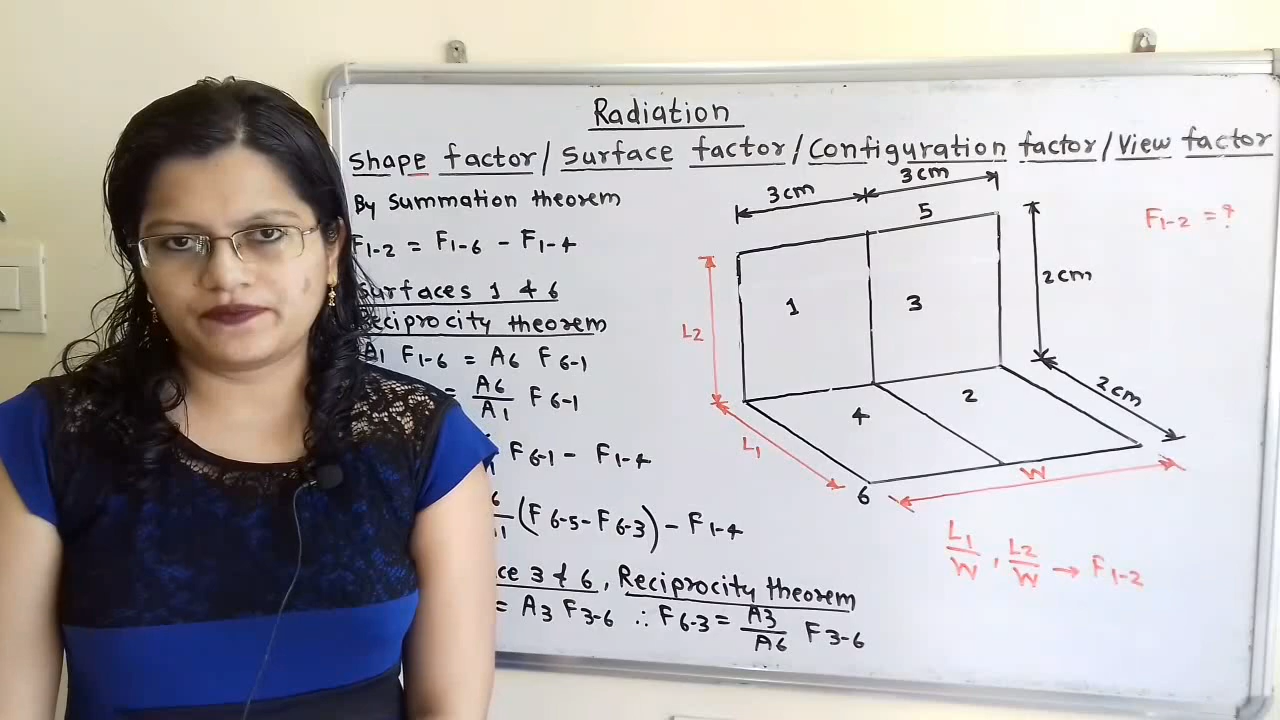 Radiation
Shape factor/Surface factor/Configuration factor/View factor
By Summation theorem
F1-2 = F1-6 - F1-4
Surfaces 1 & 6
Reciprocity theorem
A1 F1-6 = A6 F6-1
= A6/A1 F6-1
F6-1 - F1-4
(F6-5 - F6-3) - F1-4
3 & 6, Reciprocity theorem
= A3 F3-6 ∴ F6-3 = A3/A6 F3-6
3cm
3cm
5
F1-2 = ?
1
3
2cm
L2
4
2
2cm
L1
W
6
L1/W, L2/W → F1-2